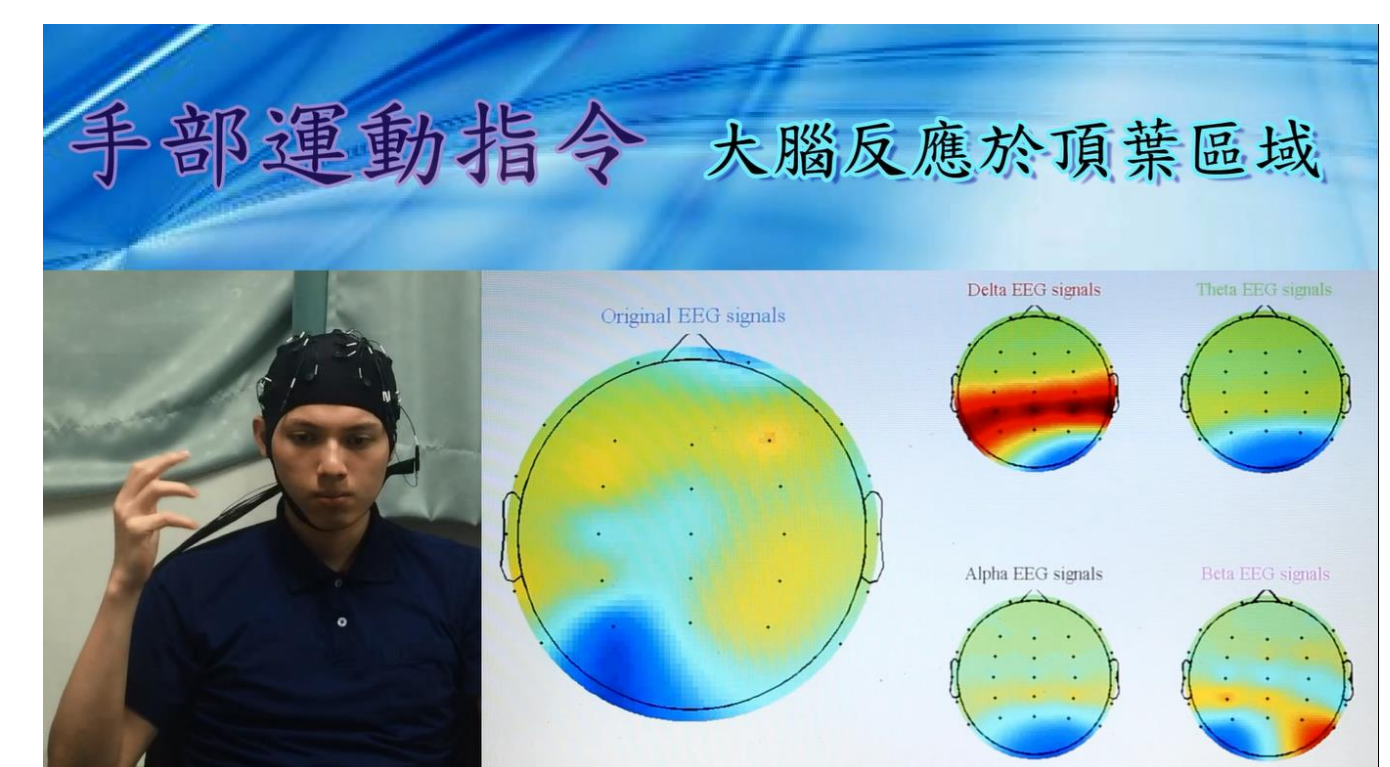 手部運動指令 大腦反應於頂葉區域
Original EEG signals
Delta EEG signals
Theta EEG signals
Alpha EEG signals
Beta EEG signals